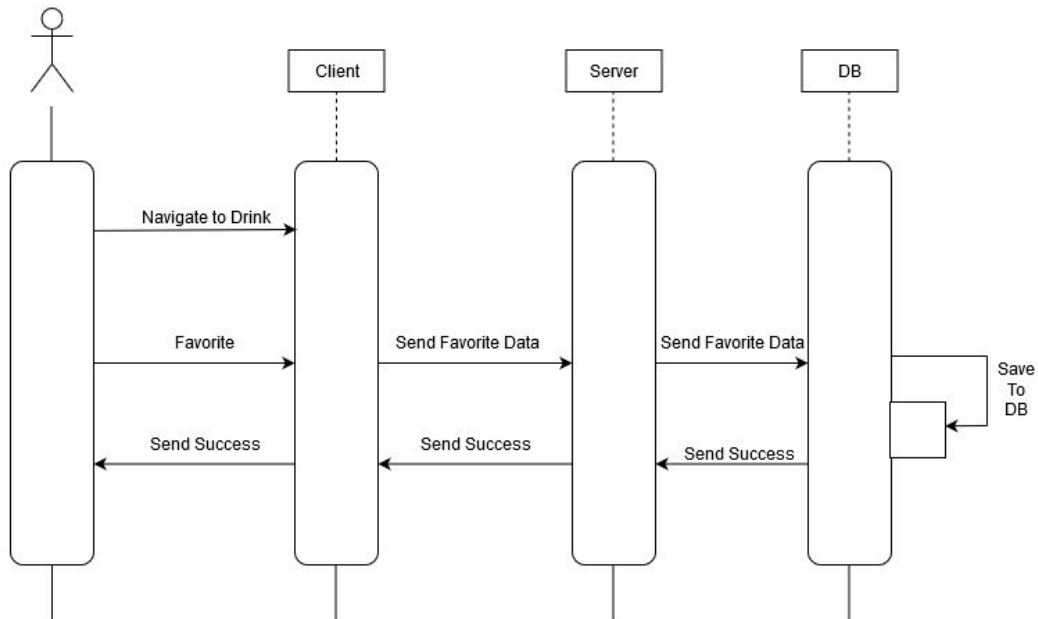 Client
Server
DB
Navigate to Drink
Favorite
Send Favorite Data
Send Favorite Data
Save
To
DB
Send Success
Send Success
Send Success